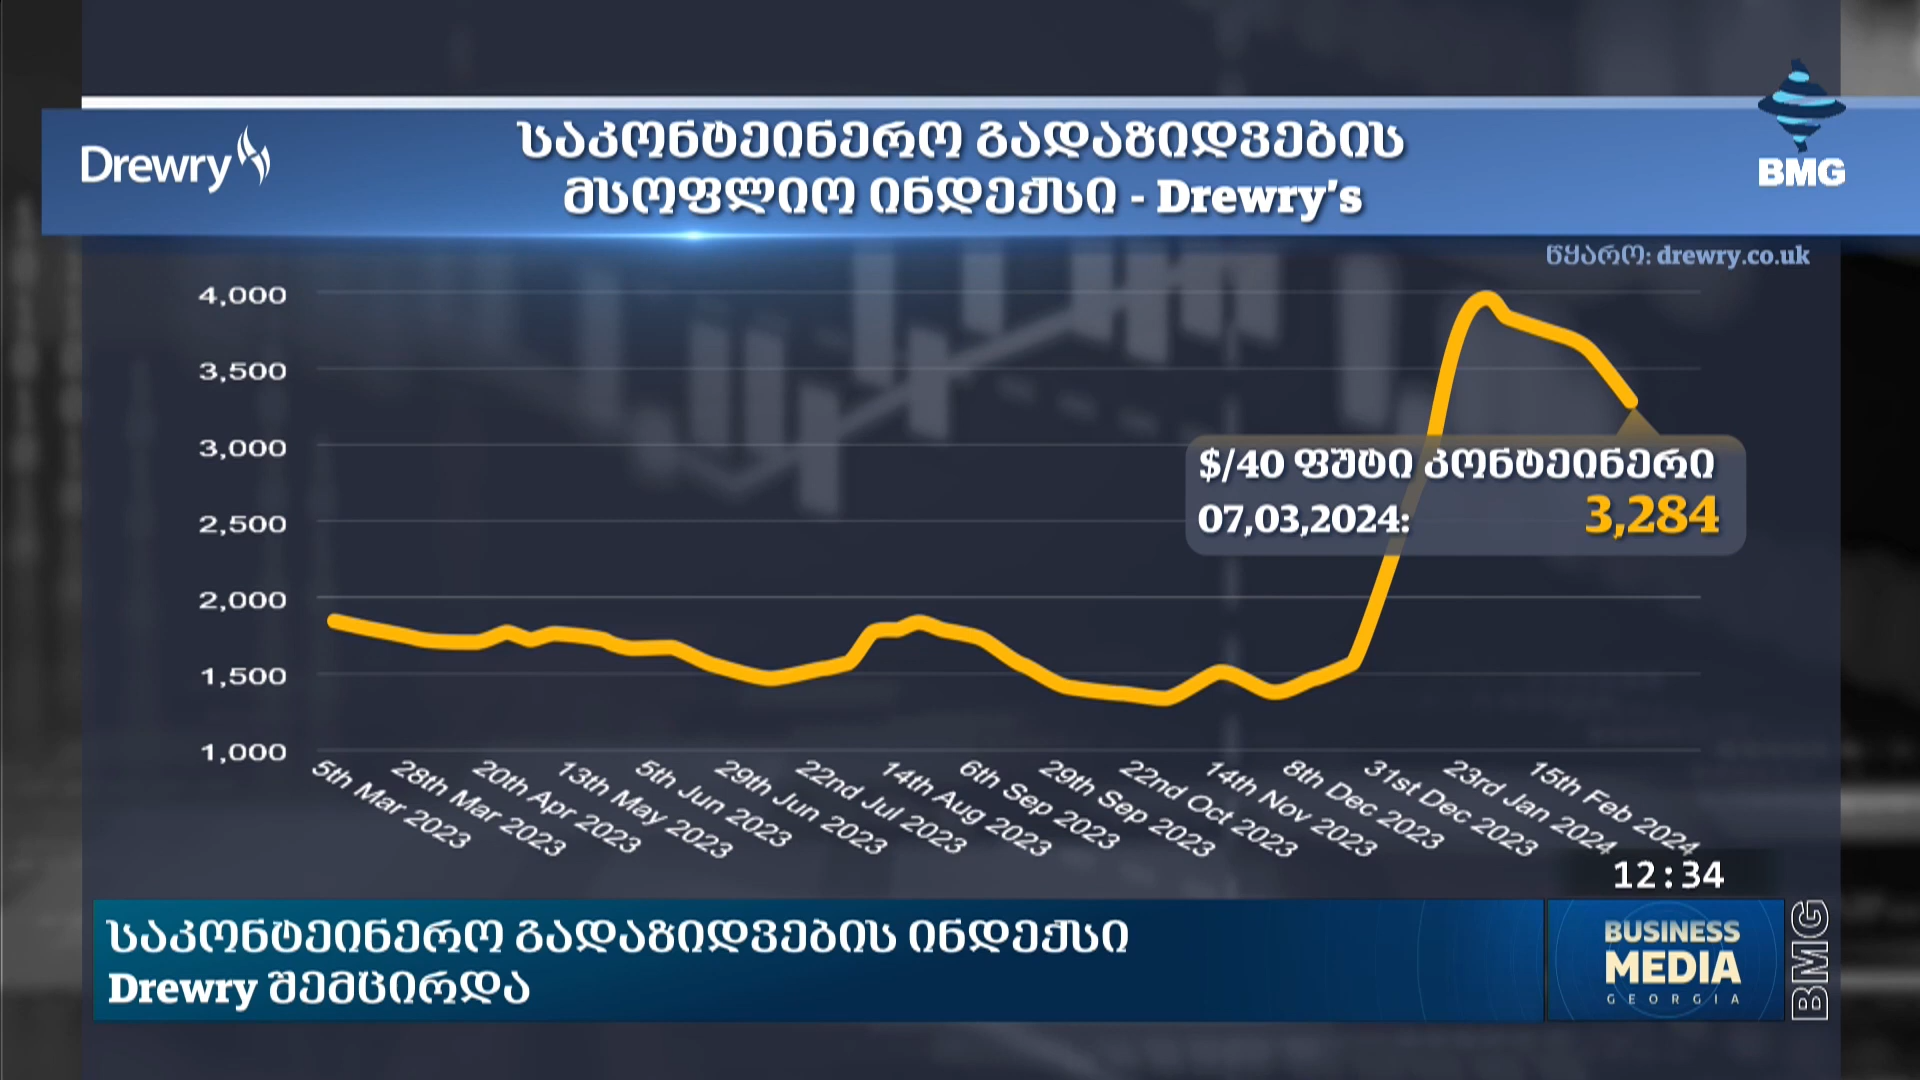 Drewry
საკონტეინერო გადაზიდვების
მსოფლიო ინდექსი - Drewry's
BMG
წყარო: drewry.co.uk
4,000
3,500
3,000
2,500
2,000
1,500
1,000
$/40 ფუტი კონტეინერი
07,03,2024: 3,284
5th Mar 2023
28th Mar 2023
20th Apr 2023
13th May 2023
5th Jun 2023
29th Jun 2023
22nd Jul 2023
14th Aug 2023
6th Sep 2023
29th Sep 2023
22nd Oct 2023
14th Nov 2023
8th Dec 2023
31st Dec 2023
23rd Jan 2024
15th Feb 2024
12:34
საკონტეინერო გადაზიდვების ინდექსი
Drewry შემცირდა
BUSINESS
MEDIA
GEORGIA
BMG